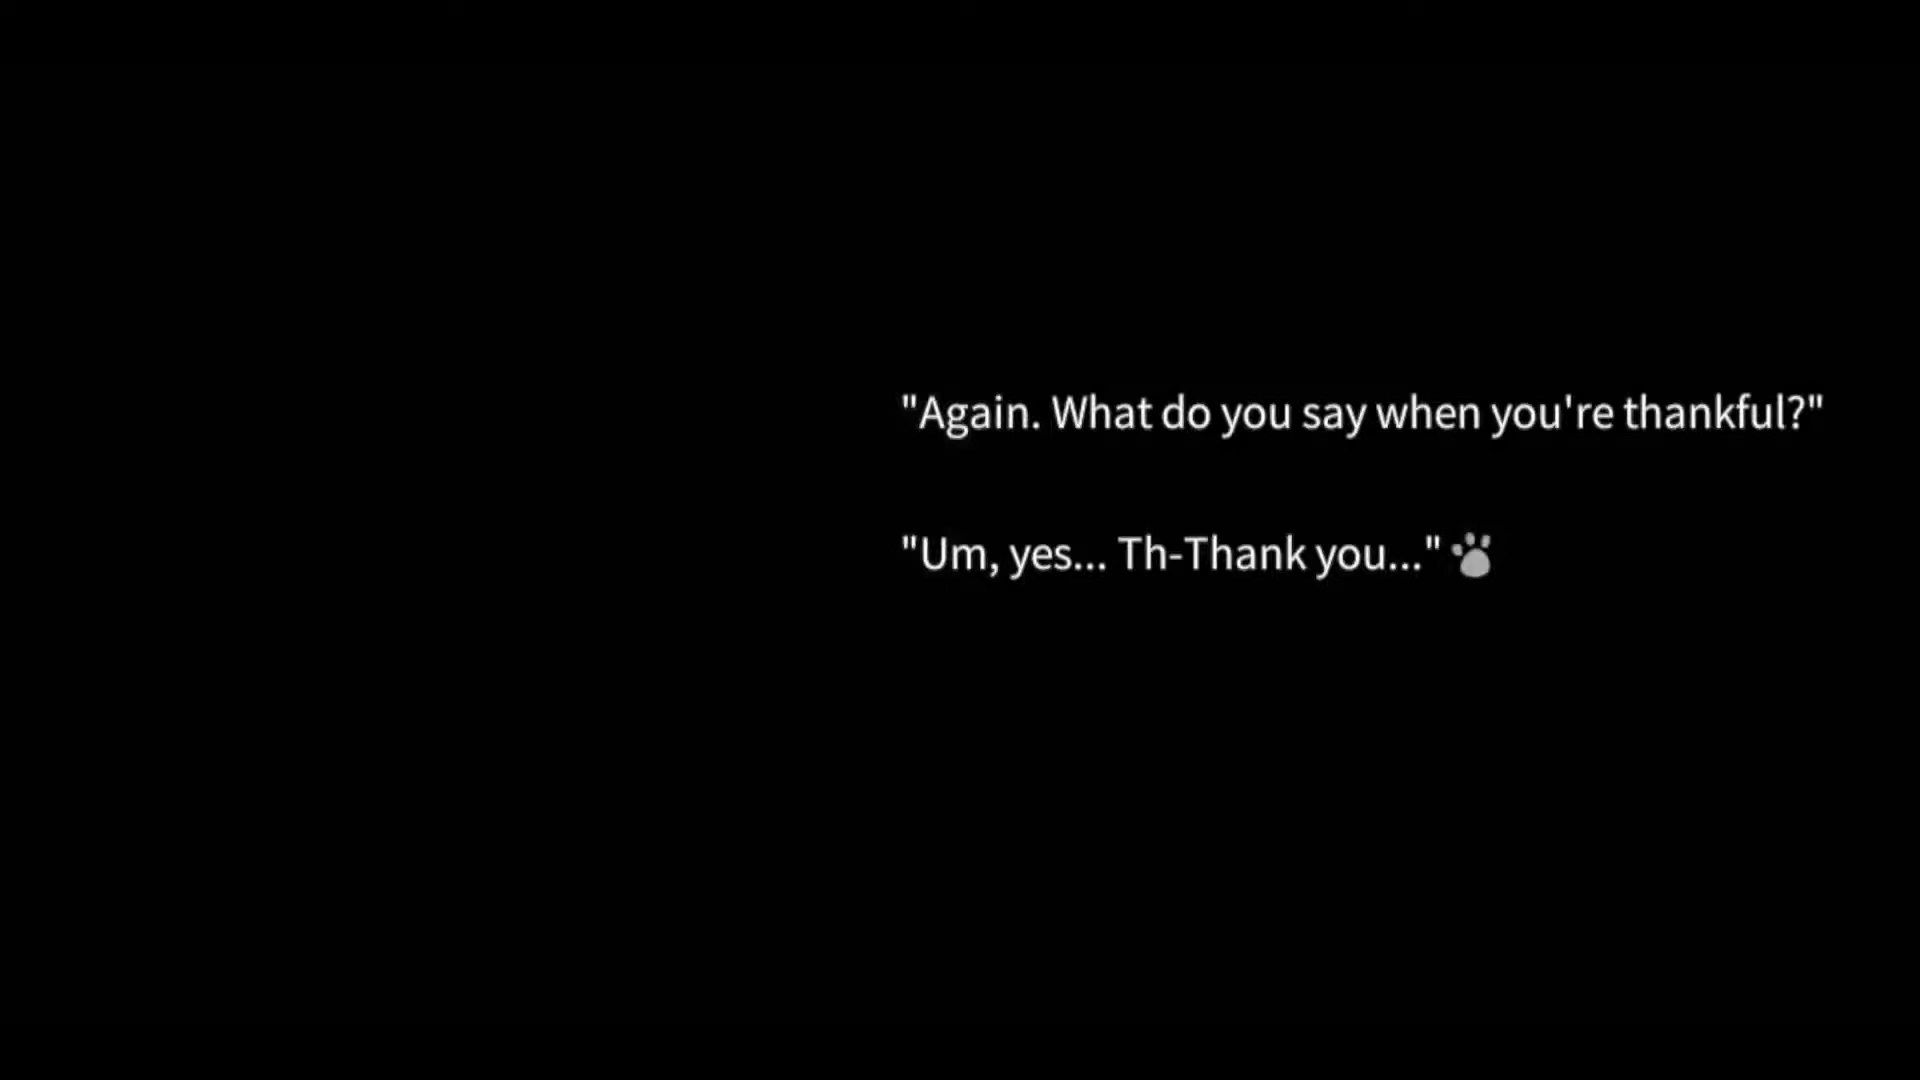 "Again. What do you say when you're thankful?"
"Um, yes... Th-Thank you..."